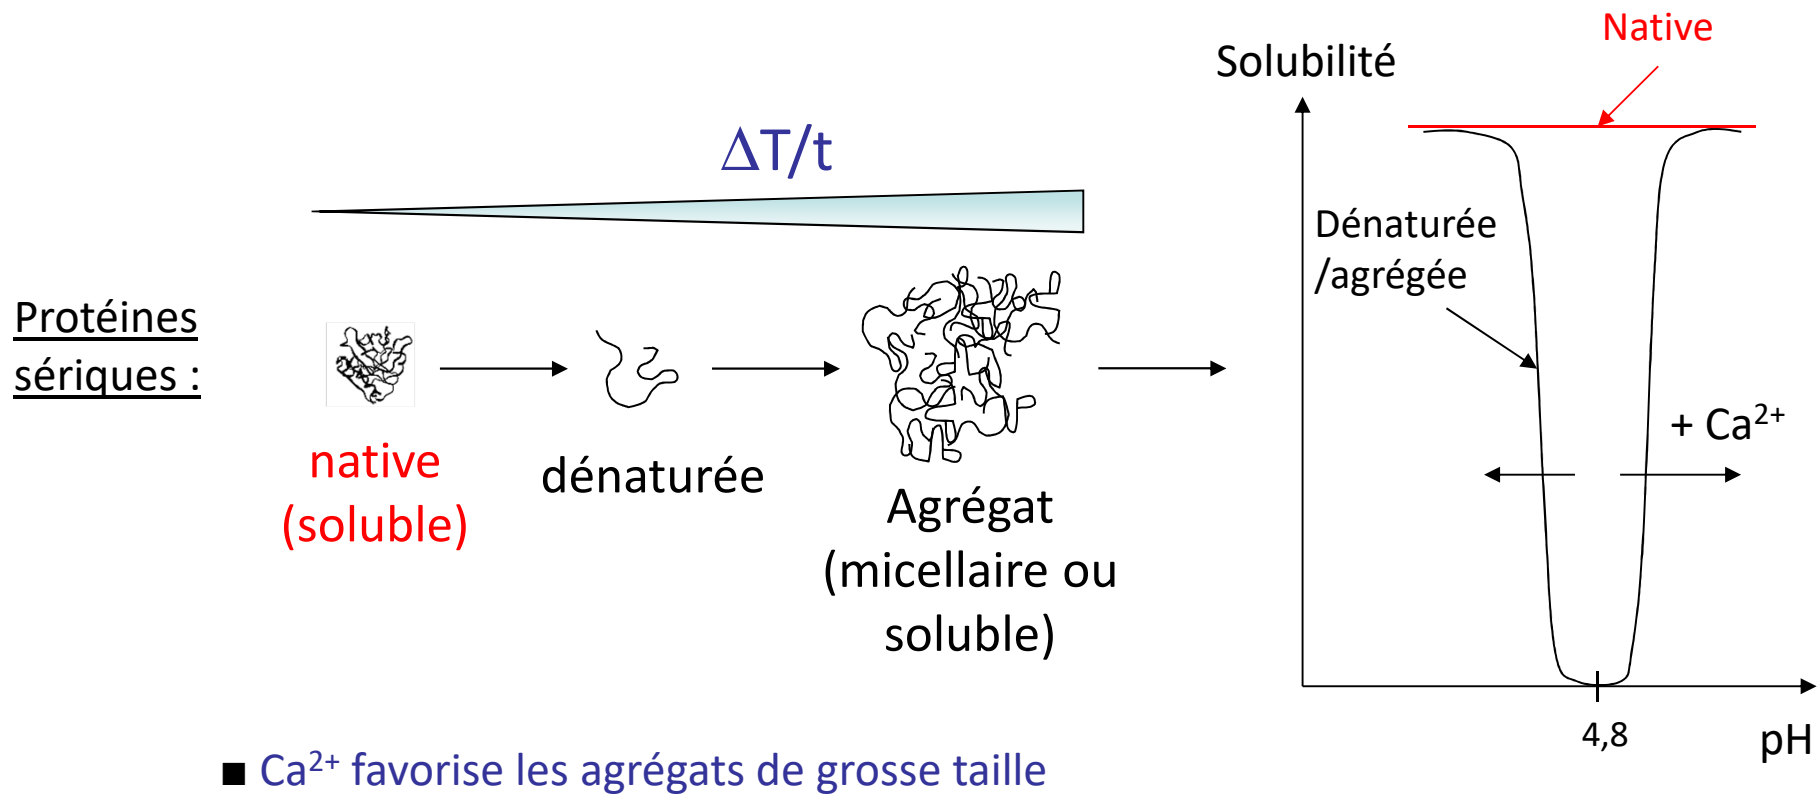 Native
Solubilité
ΔT/t
Dénaturée
/agrégée
Protéines
sériques :
+ Ca²⁺
native
(soluble)
dénaturée
Agrégat
(micellaire ou
soluble)
4,8
pH
■ Ca²⁺ favorise les agrégats de grosse taille